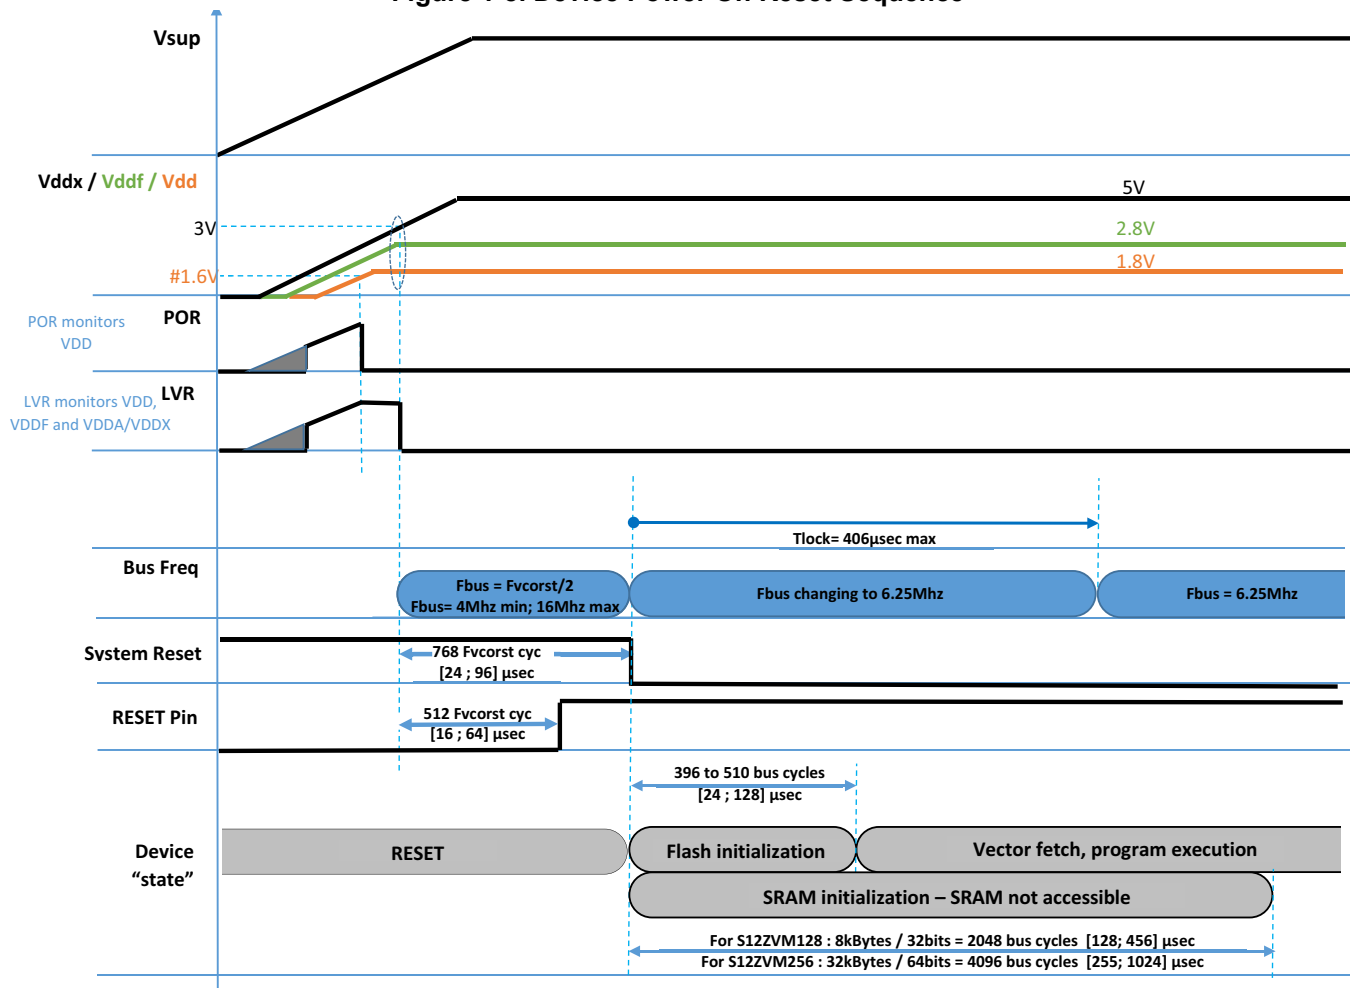 Vsup
Vddx / Vddf / Vdd
5V
3V
2.8V
#1.6V
1.8V
POR
POR monitors
VDD
LVR
LVR monitors VDD,
VDDF and VDDA/VDDX
Tlock= 406µsec max
Bus Freq
Fbus = Fvcorst/2
Fbus= 4Mhz min; 16Mhz max
Fbus changing to 6.25Mhz
Fbus = 6.25Mhz
System Reset
768 Fvcorst cyc
[24 ; 96] µsec
RESET Pin
512 Fvcorst cyc
[16 ; 64] µsec
396 to 510 bus cycles
[24 ; 128] µsec
Device
“state”
RESET
Flash initialization
Vector fetch, program execution
SRAM initialization – SRAM not accessible
For S12ZVM128 : 8kBytes / 32bits = 2048 bus cycles [128; 456] µsec
For S12ZVM256 : 32kBytes / 64bits = 4096 bus cycles [255; 1024] µsec